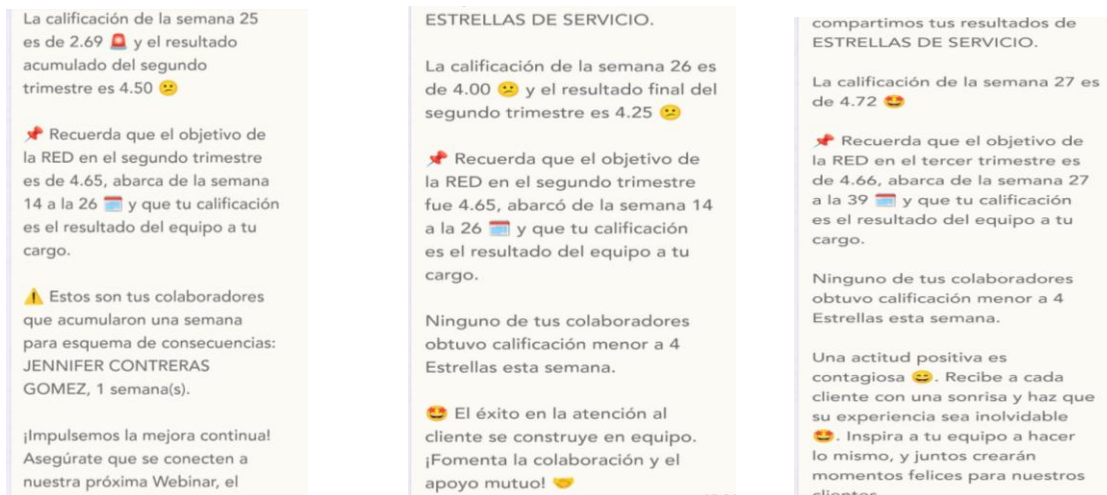 La calificación de la semana 25
es de 2.69 🚨 y el resultado
acumulado del segundo
trimestre es 4.50 😕
📌 Recuerda que el objetivo de
la RED en el segundo trimestre
es de 4.65, abarca de la semana
14 a la 26 🗓️ y que tu calificación
es el resultado del equipo a tu
cargo.
⚠️ Estos son tus colaboradores
que acumularon una semana
para esquema de consecuencias:
JENNIFER CONTRERAS
GOMEZ, 1 semana(s).
¡Impulsemos la mejora continua!
Asegúrate que se conecten a
nuestra próxima Webinar, el
ESTRELLAS DE SERVICIO.
La calificación de la semana 26 es
de 4.00 😕 y el resultado final del
segundo trimestre es 4.25 😕
📌 Recuerda que el objetivo de
la RED en el segundo trimestre
fue 4.65, abarcó de la semana 14
a la 26 🗓️ y que tu calificación
es el resultado del equipo a tu
cargo.
Ninguno de tus colaboradores
obtuvo calificación menor a 4
Estrellas esta semana.
🤩 El éxito en la atención al
cliente se construye en equipo.
¡Fomenta la colaboración y el
apoyo mutuo! 🤝
compartimos tus resultados de
ESTRELLAS DE SERVICIO.
La calificación de la semana 27 es
de 4.72 🤩
📌 Recuerda que el objetivo de
la RED en el tercer trimestre es
de 4.66, abarca de la semana 27
a la 39 🗓️ y que tu calificación
es el resultado del equipo a tu
cargo.
Ninguno de tus colaboradores
obtuvo calificación menor a 4
Estrellas esta semana.
Una actitud positiva es
contagiosa 😄. Recibe a cada
cliente con una sonrisa y haz que
su experiencia sea inolvidable
🤩. Inspira a tu equipo a hacer
lo mismo, y juntos crearán
momentos felices para nuestros